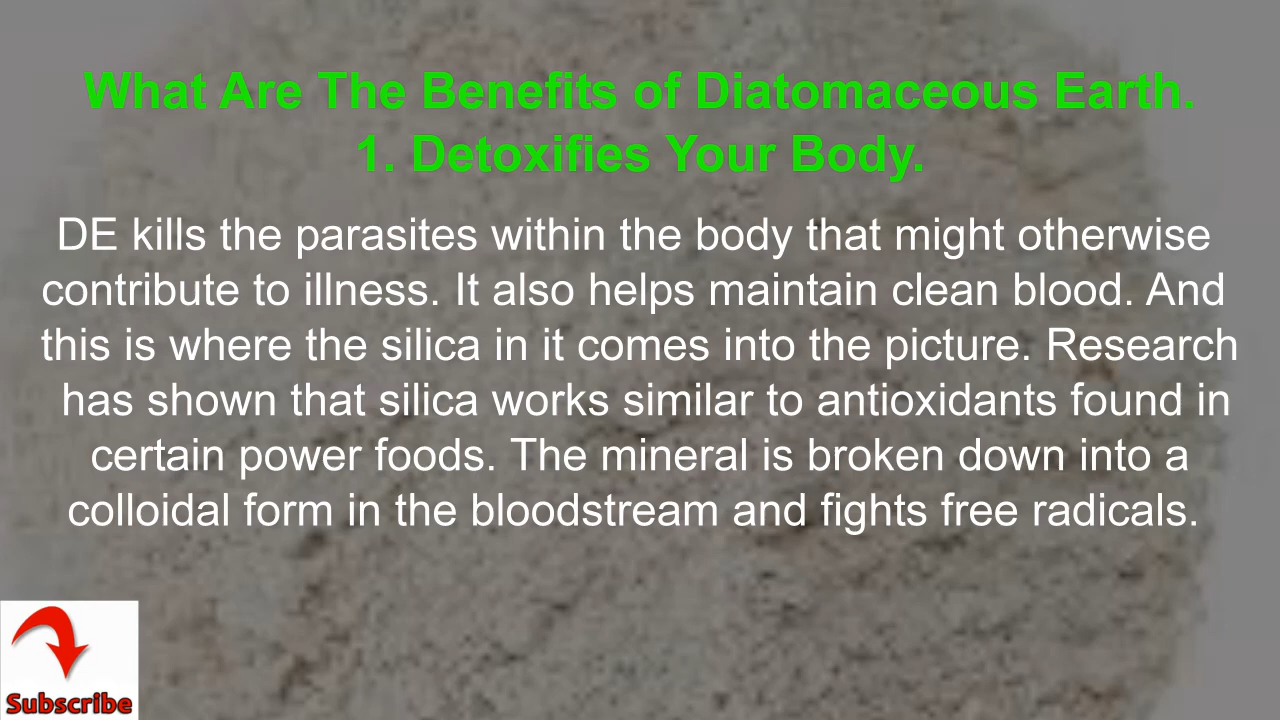 What Are The Benefits of Diatomaceous Earth.
1. Detoxifies Your Body.
DE kills the parasites within the body that might otherwise
contribute to illness. It also helps maintain clean blood. And
this is where the silica in it comes into the picture. Research
has shown that silica works similar to antioxidants found in
certain power foods. The mineral is broken down into a
colloidal form in the bloodstream and fights free radicals.
Subscribe